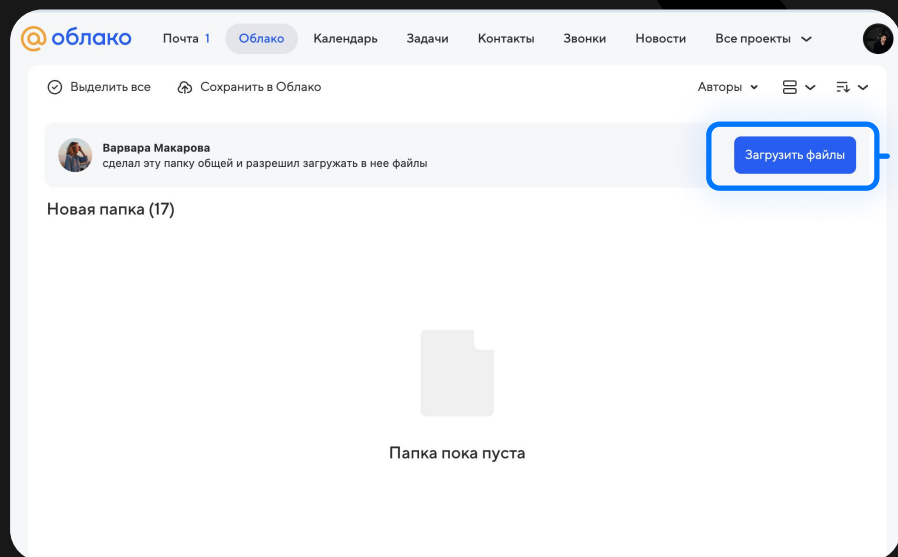 @ облако Почта 1 Облако Календарь Задачи Контакты Звонки Новости Все проекты
Выделить все Сохранить в Облако Авторы
Варвара Макарова
сделал эту папку общей и разрешил загружать в нее файлы
Загрузить файлы
Новая папка (17)
Папка пока пуста